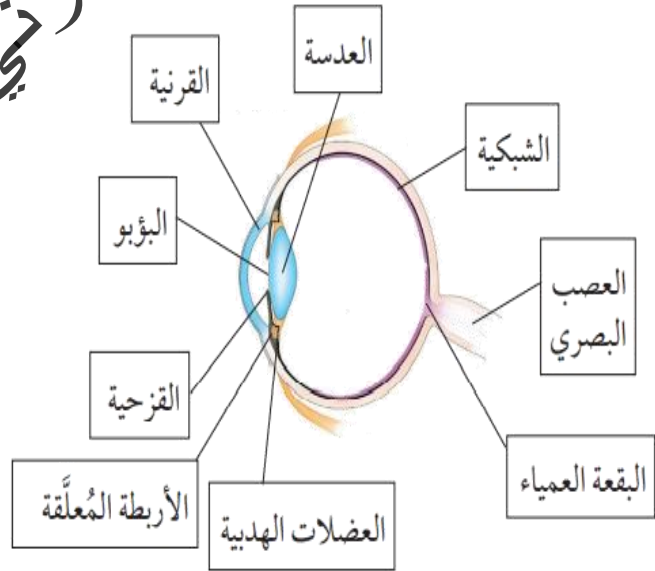 العدسة
القرنية
الشبكية
البؤبؤ
العصب
البصري
القزحية
البقعة العمياء
الأربطة المُعلَّقة
العضلات الهدبية